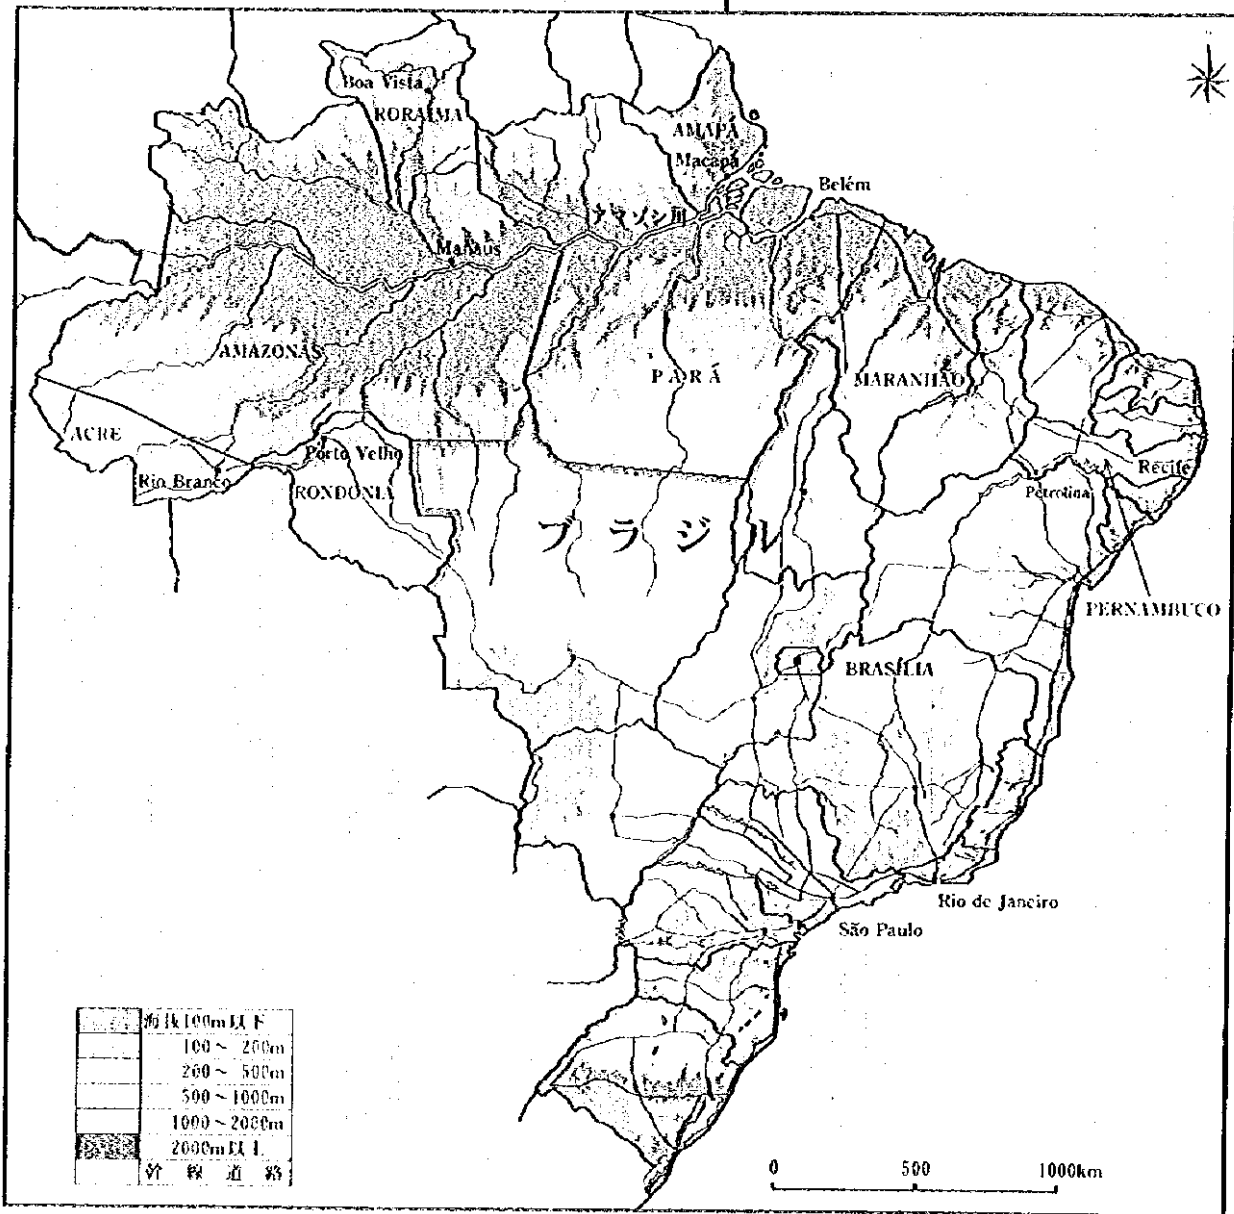 Boa Vista
RORAIMA
AMAPÁ
Macapá
Belém
アマゾン川
Manaus
AMAZONAS
PARÁ
MARANHÃO
ACRE
Porto Velho
Recife
Rio Branco
RONDÔNIA
Petrolina
ブラジル
PERNAMBUCO
BRASÍLIA
Rio de Janeiro
São Paulo
海抜100m以下
100～200m
200～500m
500～1000m
1000～2000m
2000m以上
幹線道路
0 500 1000km